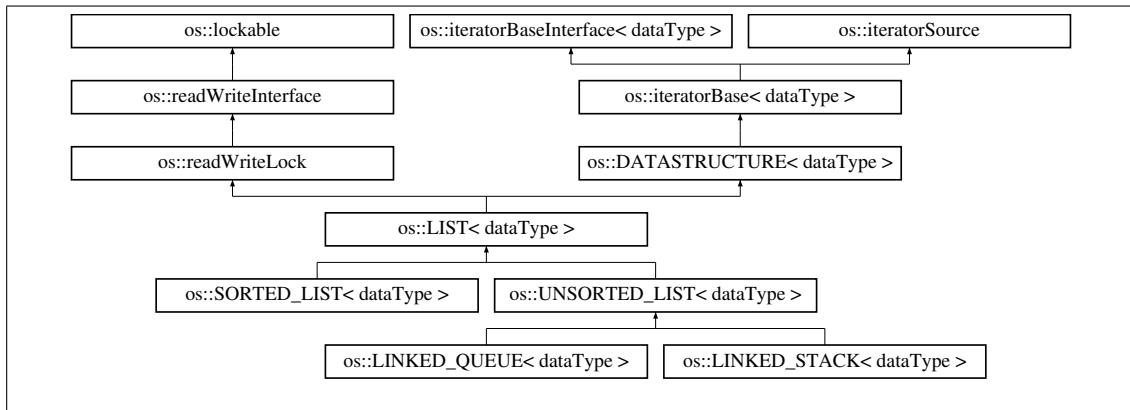 os::lockable
os::iteratorBaseInterface< dataType >
os::iteratorSource
os::readWriteInterface
os::iteratorBase< dataType >
os::readWriteLock
os::DATASTRUCTURE< dataType >
os::LIST< dataType >
os::SORTED_LIST< dataType >
os::UNSORTED_LIST< dataType >
os::LINKED_QUEUE< dataType >
os::LINKED_STACK< dataType >